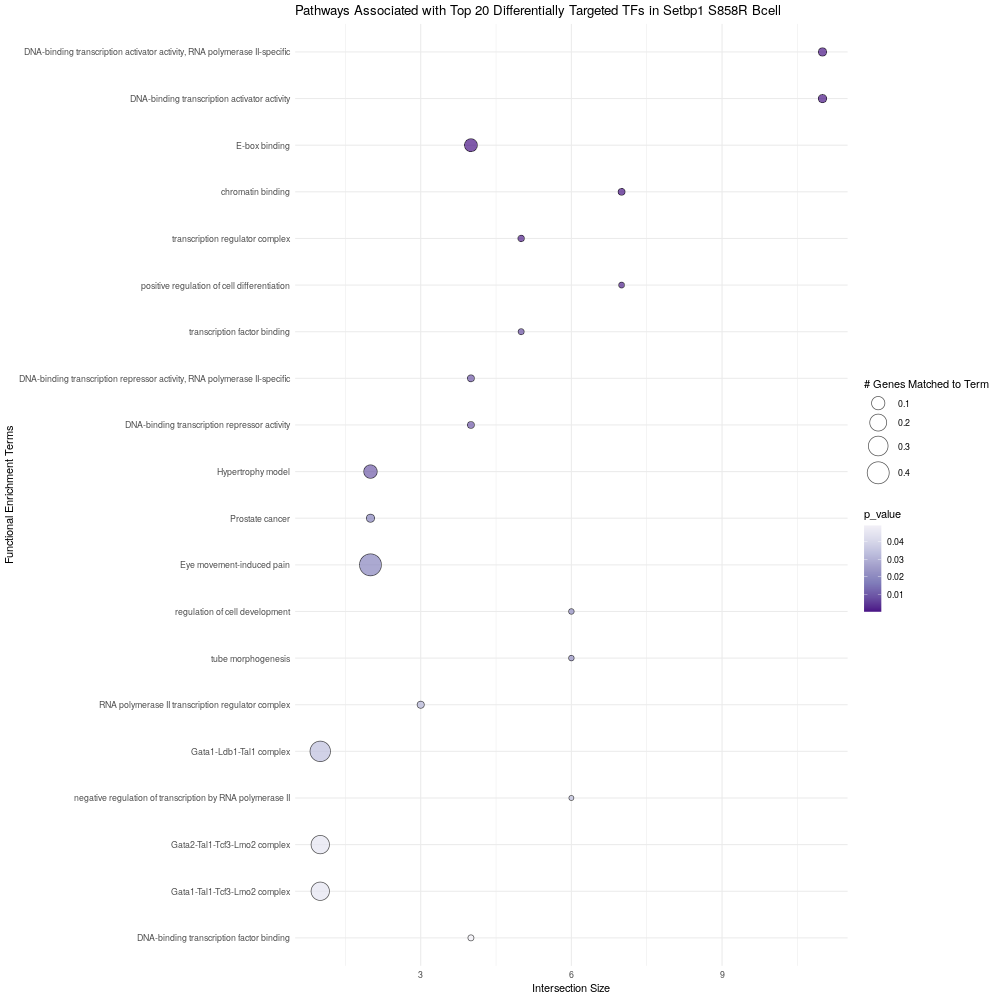 Pathways Associated with Top 20 Differentially Targeted TFs in Setbp1 S858R Bcell
DNA-binding transcription activator activity, RNA polymerase II-specific
DNA-binding transcription activator activity
E-box binding
chromatin binding
transcription regulator complex
positive regulation of cell differentiation
transcription factor binding
DNA-binding transcription repressor activity, RNA polymerase II-specific
DNA-binding transcription repressor activity
Hypertrophy model
Prostate cancer
Eye movement-induced pain
regulation of cell development
tube morphogenesis
RNA polymerase II transcription regulator complex
Gata1-Ldb1-Tal1 complex
negative regulation of transcription by RNA polymerase II
Gata2-Tal1-Tcf3-Lmo2 complex
Gata1-Tal1-Tcf3-Lmo2 complex
DNA-binding transcription factor binding
Functional Enrichment Terms
3
6
9
Intersection Size
# Genes Matched to Term
0.1
0.2
0.3
0.4
p_value
0.04
0.03
0.02
0.01